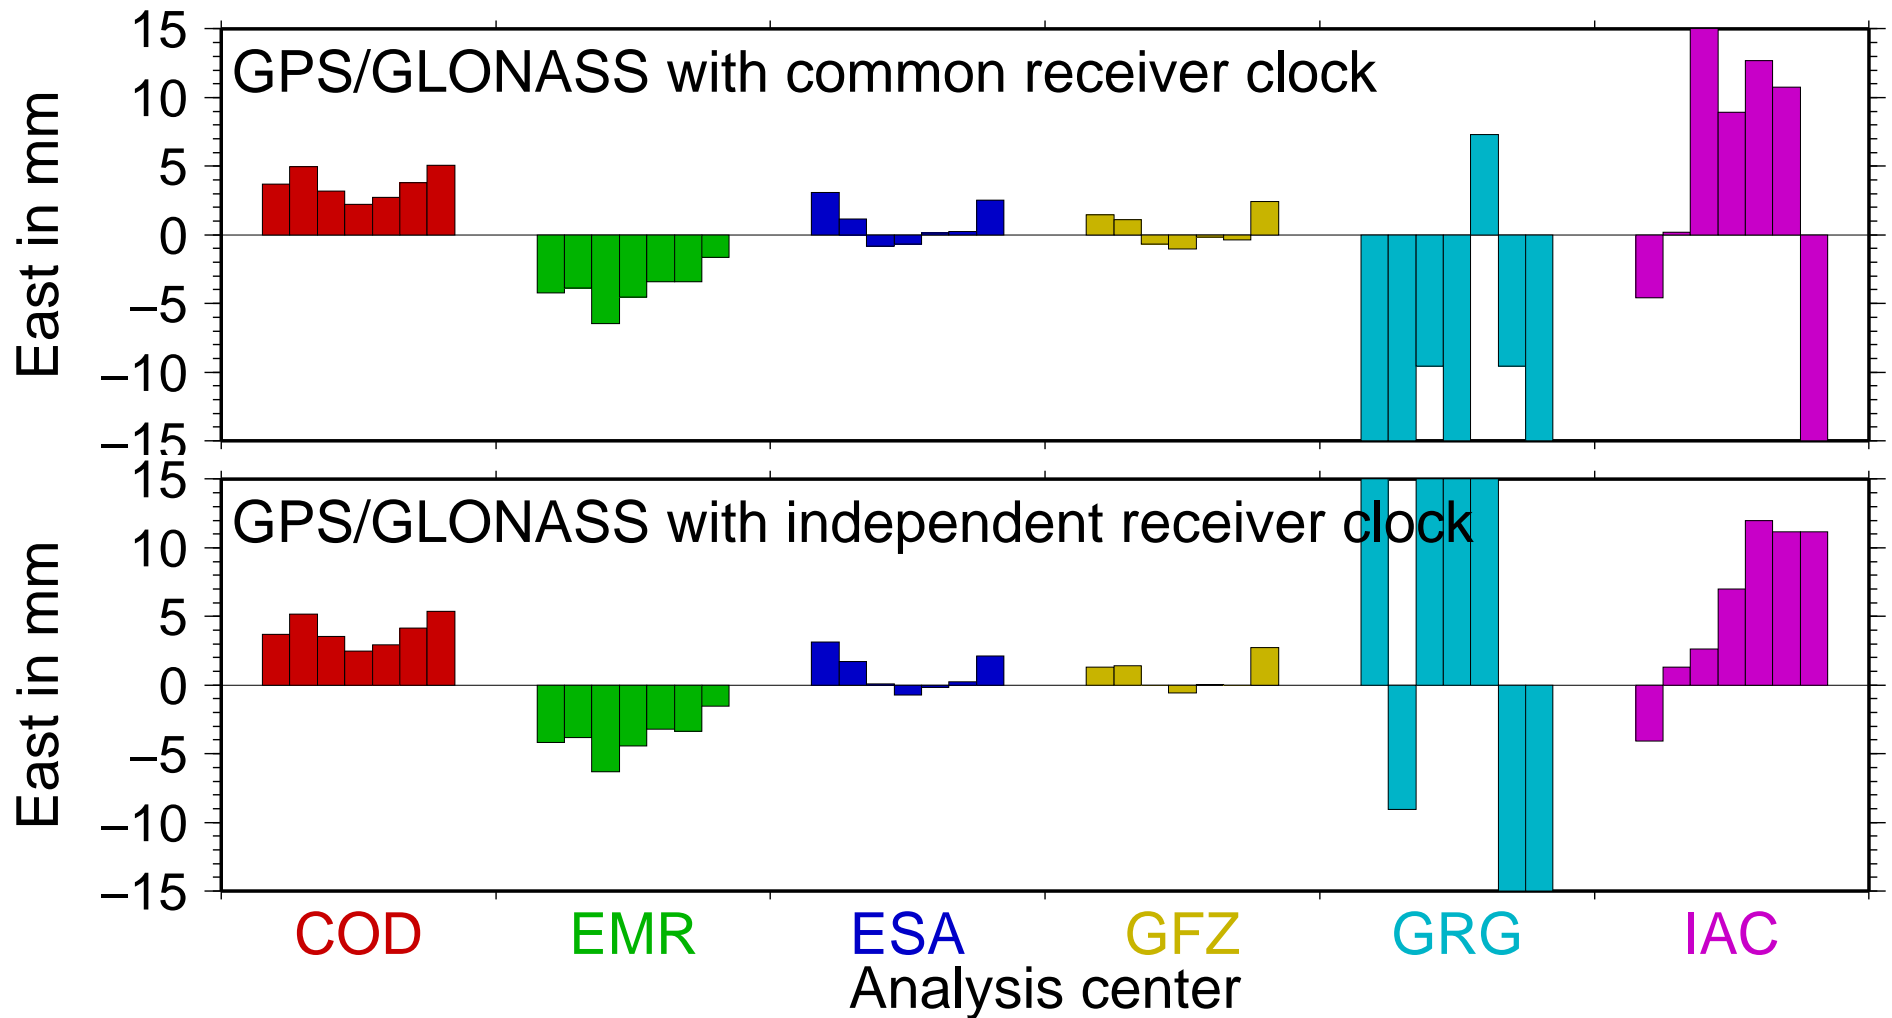 GPS/GLONASS with common receiver clock
East in mm
15
10
5
0
−5
−10
−15
GPS/GLONASS with independent receiver clock
East in mm
15
10
5
0
−5
−10
−15
COD EMR ESA GFZ GRG IAC
Analysis center